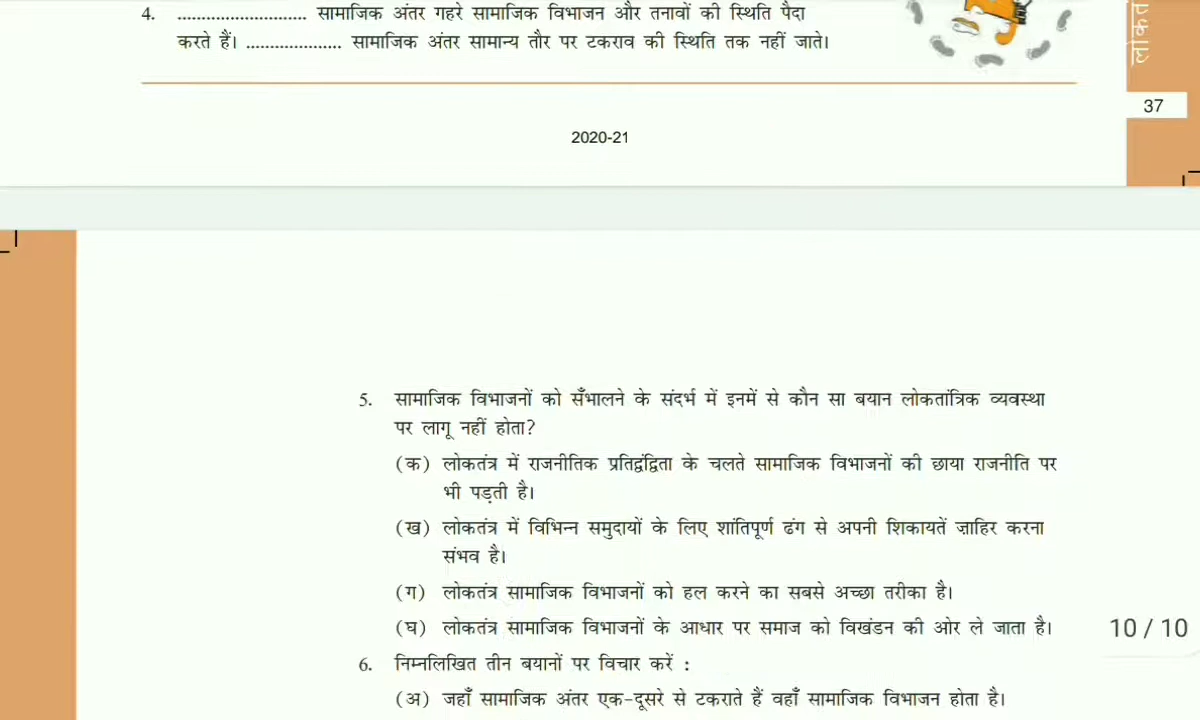 4. ........................... सामाजिक अंतर गहरे सामाजिक विभाजन और तनावों की स्थिति पैदा
करते हैं। .................... सामाजिक अंतर सामान्य तौर पर टकराव की स्थिति तक नहीं जाते।
लोकत
37
2020-21
5. सामाजिक विभाजनों को सँभालने के संदर्भ में इनमें से कौन सा बयान लोकतांत्रिक व्यवस्था
पर लागू नहीं होता?
(क) लोकतंत्र में राजनीतिक प्रतिद्वंद्विता के चलते सामाजिक विभाजनों की छाया राजनीति पर
भी पड़ती है।
(ख) लोकतंत्र में विभिन्न समुदायों के लिए शांतिपूर्ण ढंग से अपनी शिकायतें ज़ाहिर करना
संभव है।
(ग) लोकतंत्र सामाजिक विभाजनों को हल करने का सबसे अच्छा तरीका है।
(घ) लोकतंत्र सामाजिक विभाजनों के आधार पर समाज को विखंडन की ओर ले जाता है।
10 / 10
6. निम्नलिखित तीन बयानों पर विचार करें :
(अ) जहाँ सामाजिक अंतर एक-दूसरे से टकराते हैं वहाँ सामाजिक विभाजन होता है।